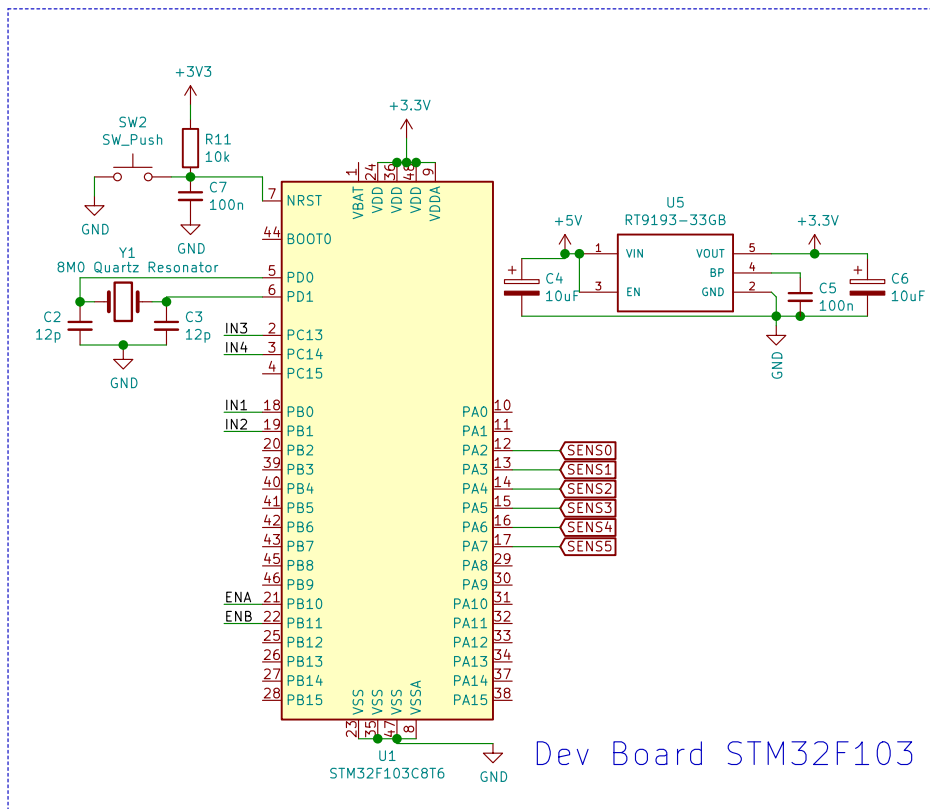 +3V3
SW2
SW_Push
R11
10k
C7
100n
GND
GND
+3.3V
1
24
36
48
9
VBAT
VDD
VDD
VDD
VDDA
7 NRST
44 BOOT0
Y1
8M0 Quartz Resonator
5 PD0
6 PD1
C2
12p
C3
12p
GND
IN3 2 PC13
IN4 3 PC14
4 PC15
IN1 18 PB0
IN2 19 PB1
20 PB2
39 PB3
40 PB4
41 PB5
42 PB6
43 PB7
45 PB8
46 PB9
ENA 21 PB10
ENB 22 PB11
25 PB12
26 PB13
27 PB14
28 PB15
PA0 10
PA1 11
PA2 12 SENS0
PA3 13 SENS1
PA4 14 SENS2
PA5 15 SENS3
PA6 16 SENS4
PA7 17 SENS5
PA8 29
PA9 30
PA10 31
PA11 32
PA12 33
PA13 34
PA14 37
PA15 38
VSS
VSS
VSS
VSSA
23
35
47
8
U1
STM32F103C8T6
GND
U5
RT9193-33GB
+5V
+3.3V
1 VIN
3 EN
VOUT 5
BP 4
GND 2
C4
10uF
C5
100n
C6
10uF
GND
Dev Board STM32F103